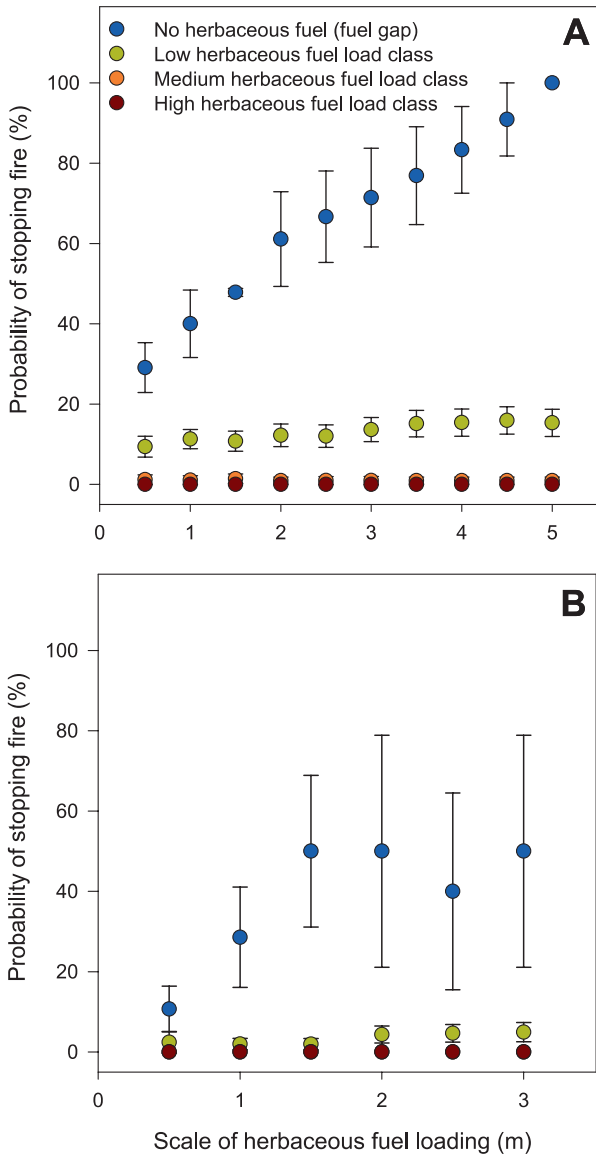 No herbaceous fuel (fuel gap)
Low herbaceous fuel load class
Medium herbaceous fuel load class
High herbaceous fuel load class
A
Probability of stopping fire (%)
100
80
60
40
20
0
0 1 2 3 4 5
B
Probability of stopping fire (%)
100
80
60
40
20
0
0 1 2 3
Scale of herbaceous fuel loading (m)